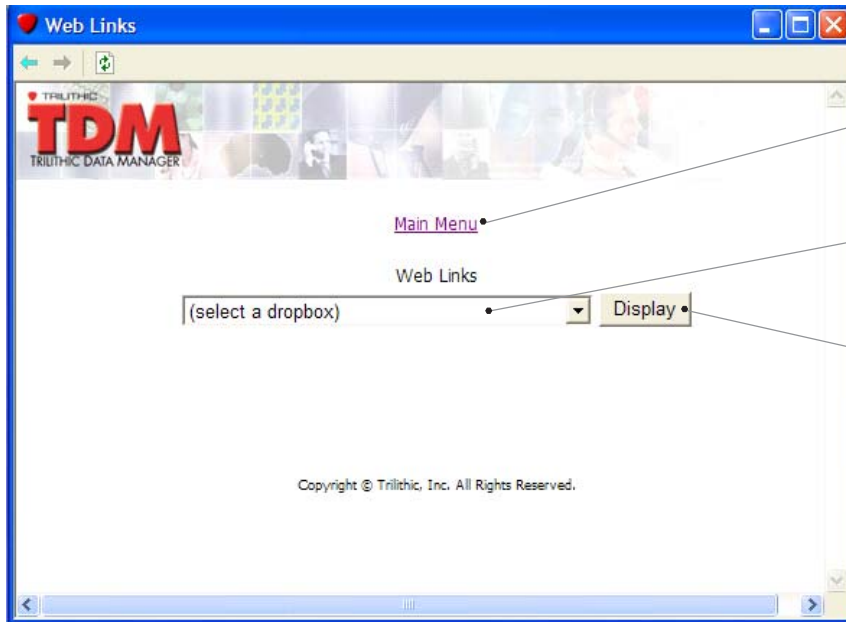 Web Links
TRILITHIC
TDM
TRILITHIC DATA MANAGER
Main Menu
Web Links
(select a dropbox) Display
Copyright © Trilithic, Inc. All Rights Reserved.